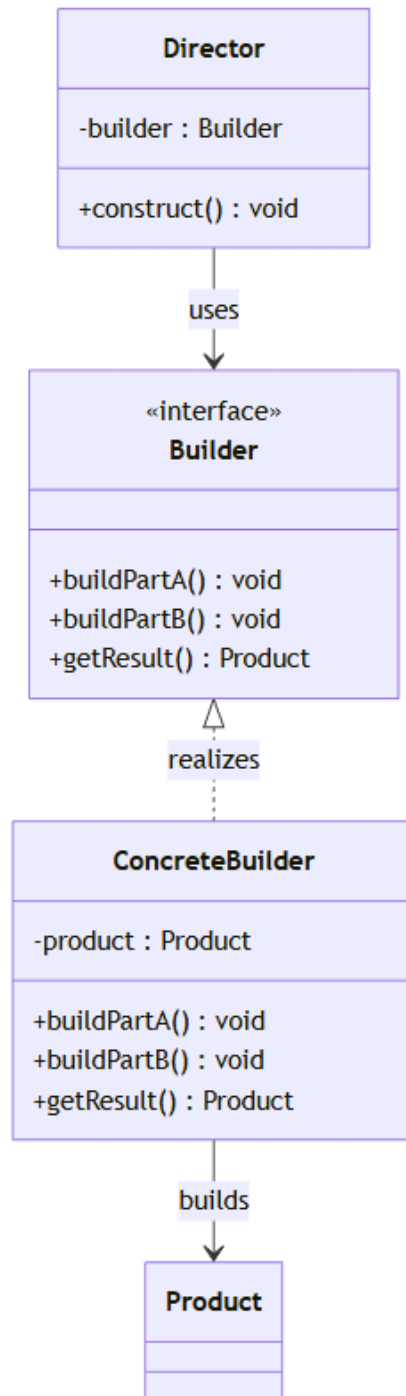 Director
-builder : Builder
+construct() : void
uses
«interface»
Builder
+buildPartA() : void
+buildPartB() : void
+getResult() : Product
realizes
ConcreteBuilder
-product : Product
+buildPartA() : void
+buildPartB() : void
+getResult() : Product
builds
Product